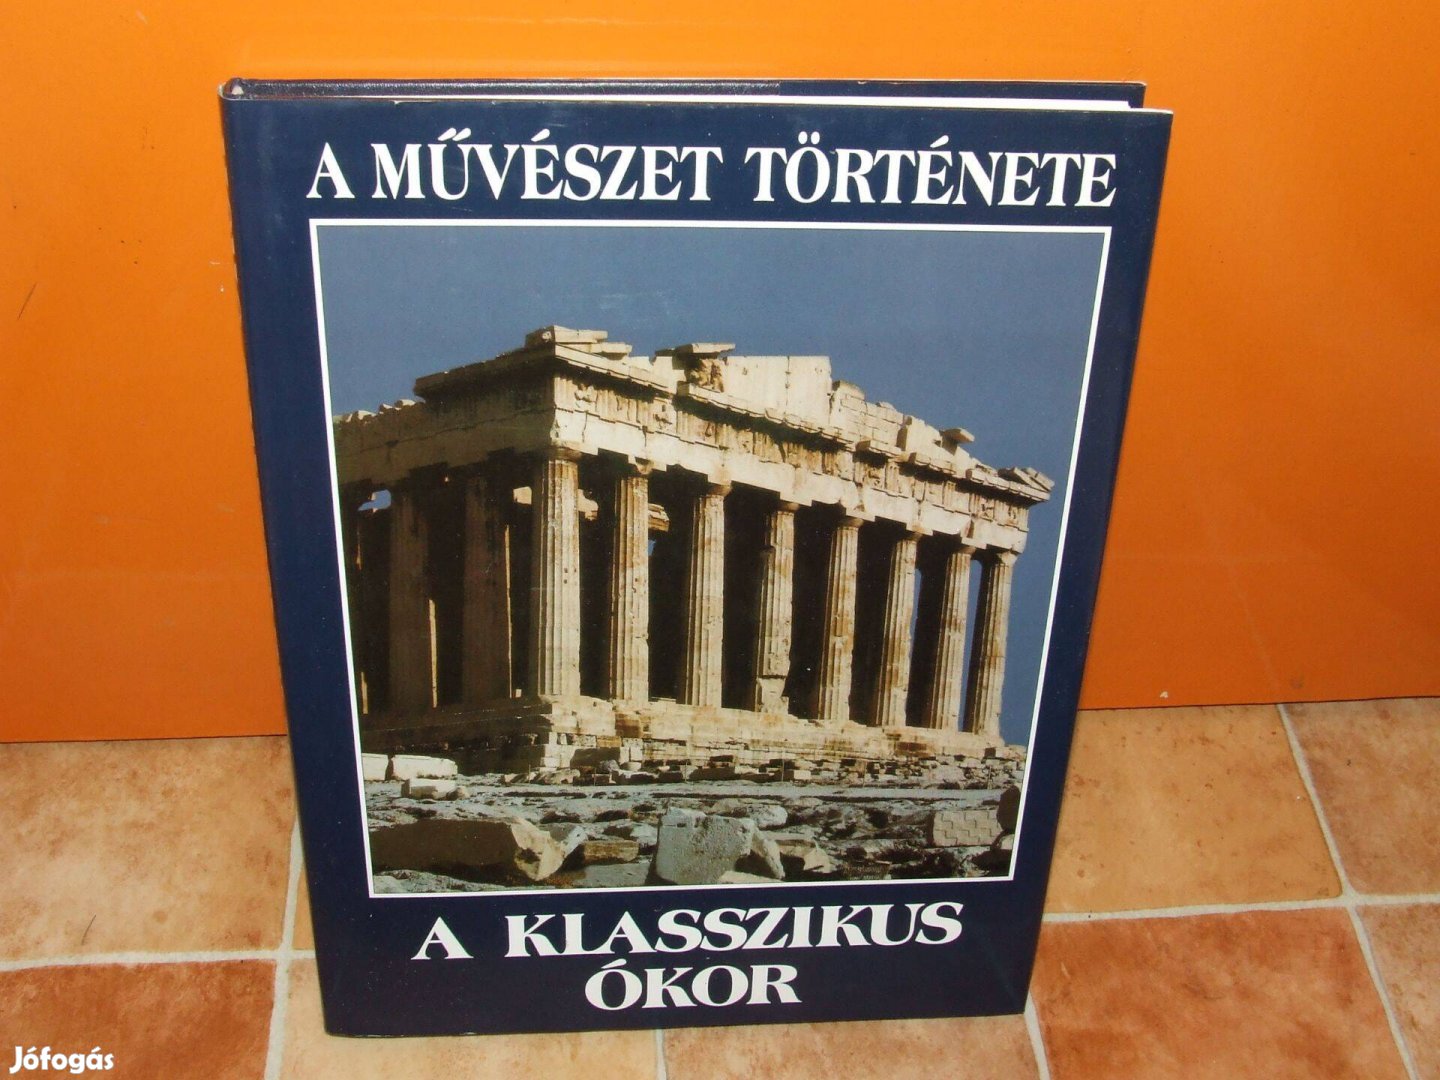 A MŰVÉSZET TÖRTÉNETE
A KLASSZIKUS
ÓKOR
Jófogás